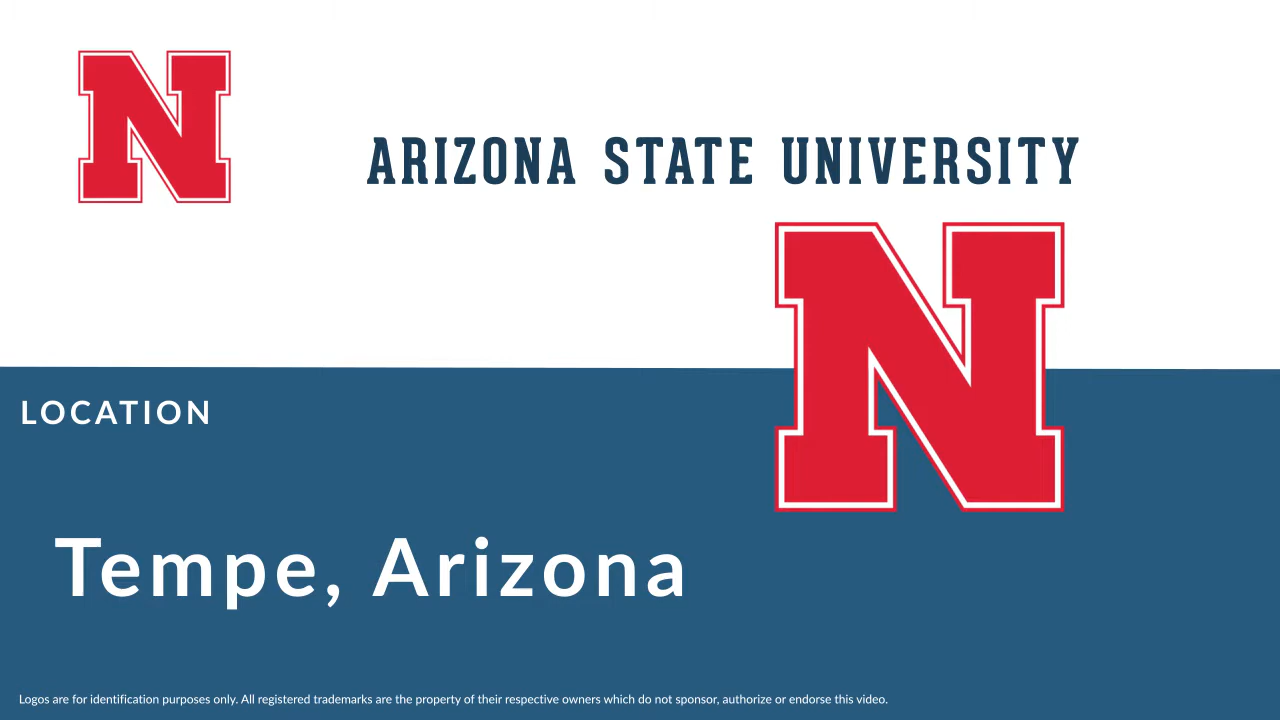 N
ARIZONA STATE UNIVERSITY
N
LOCATION
Tempe, Arizona
Logos are for identification purposes only. All registered trademarks are the property of their respective owners which do not sponsor, authorize or endorse this video.